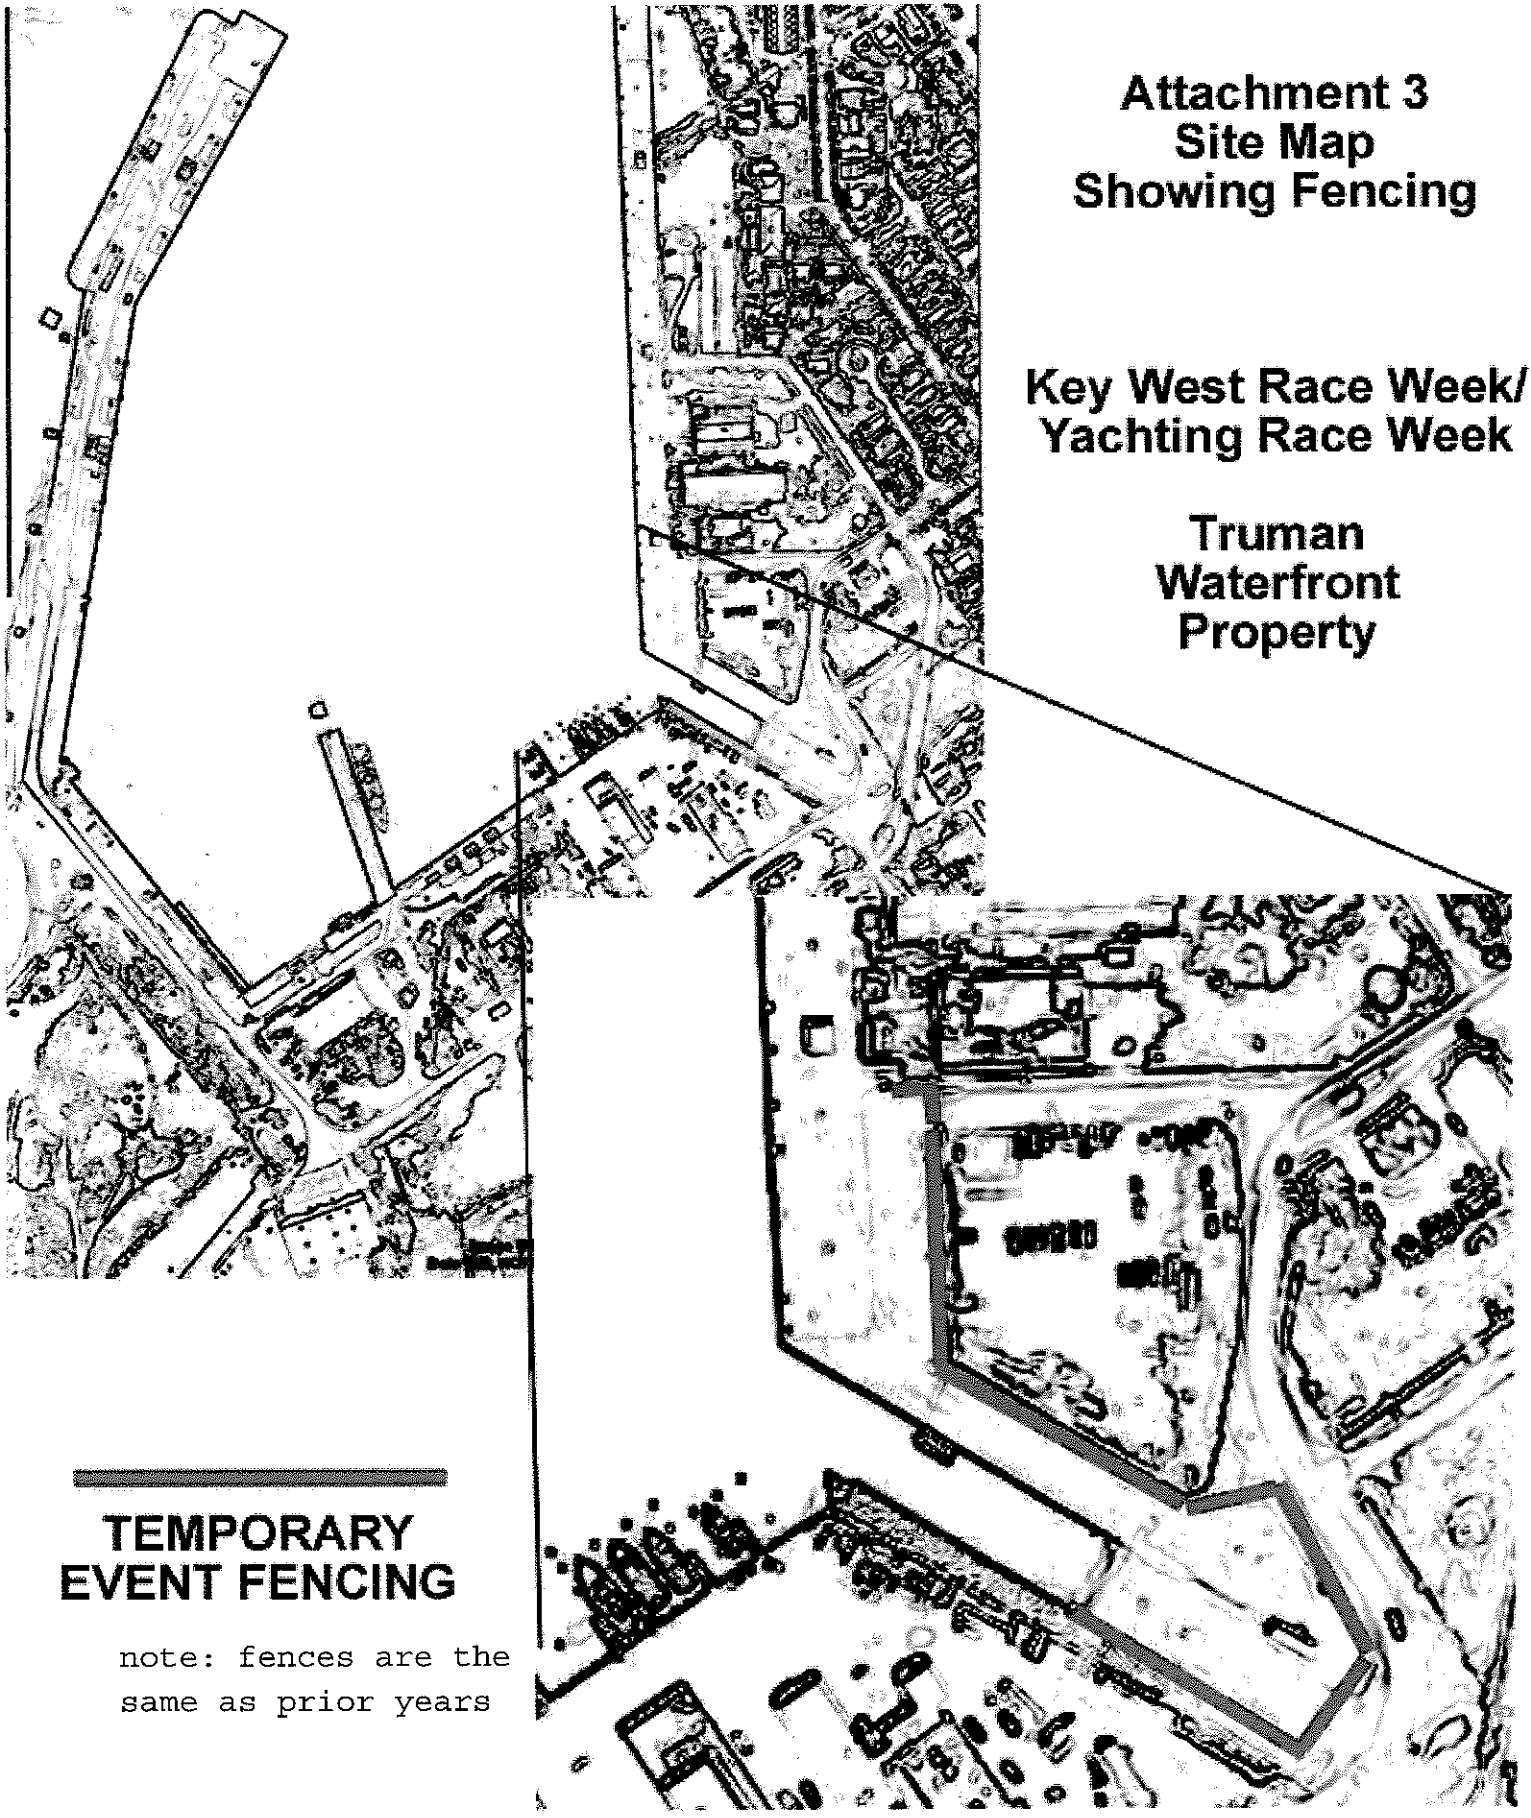 Attachment 3
Site Map
Showing Fencing
Key West Race Week/
Yachting Race Week
Truman
Waterfront
Property
TEMPORARY
EVENT FENCING
note: fences are the
same as prior years